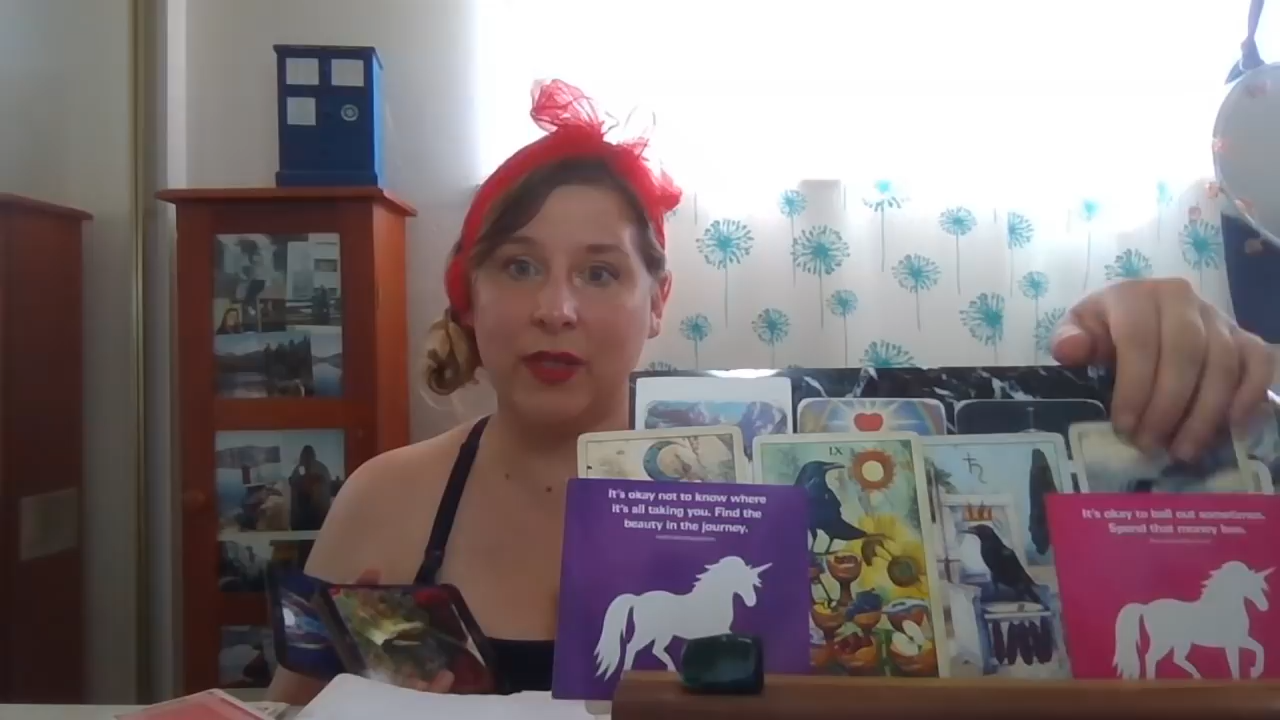 It's okay not to know where
it's all taking you. Find the
beauty in the journey.
IX
It's okay to ball out sometimes.
Spend that money hun.